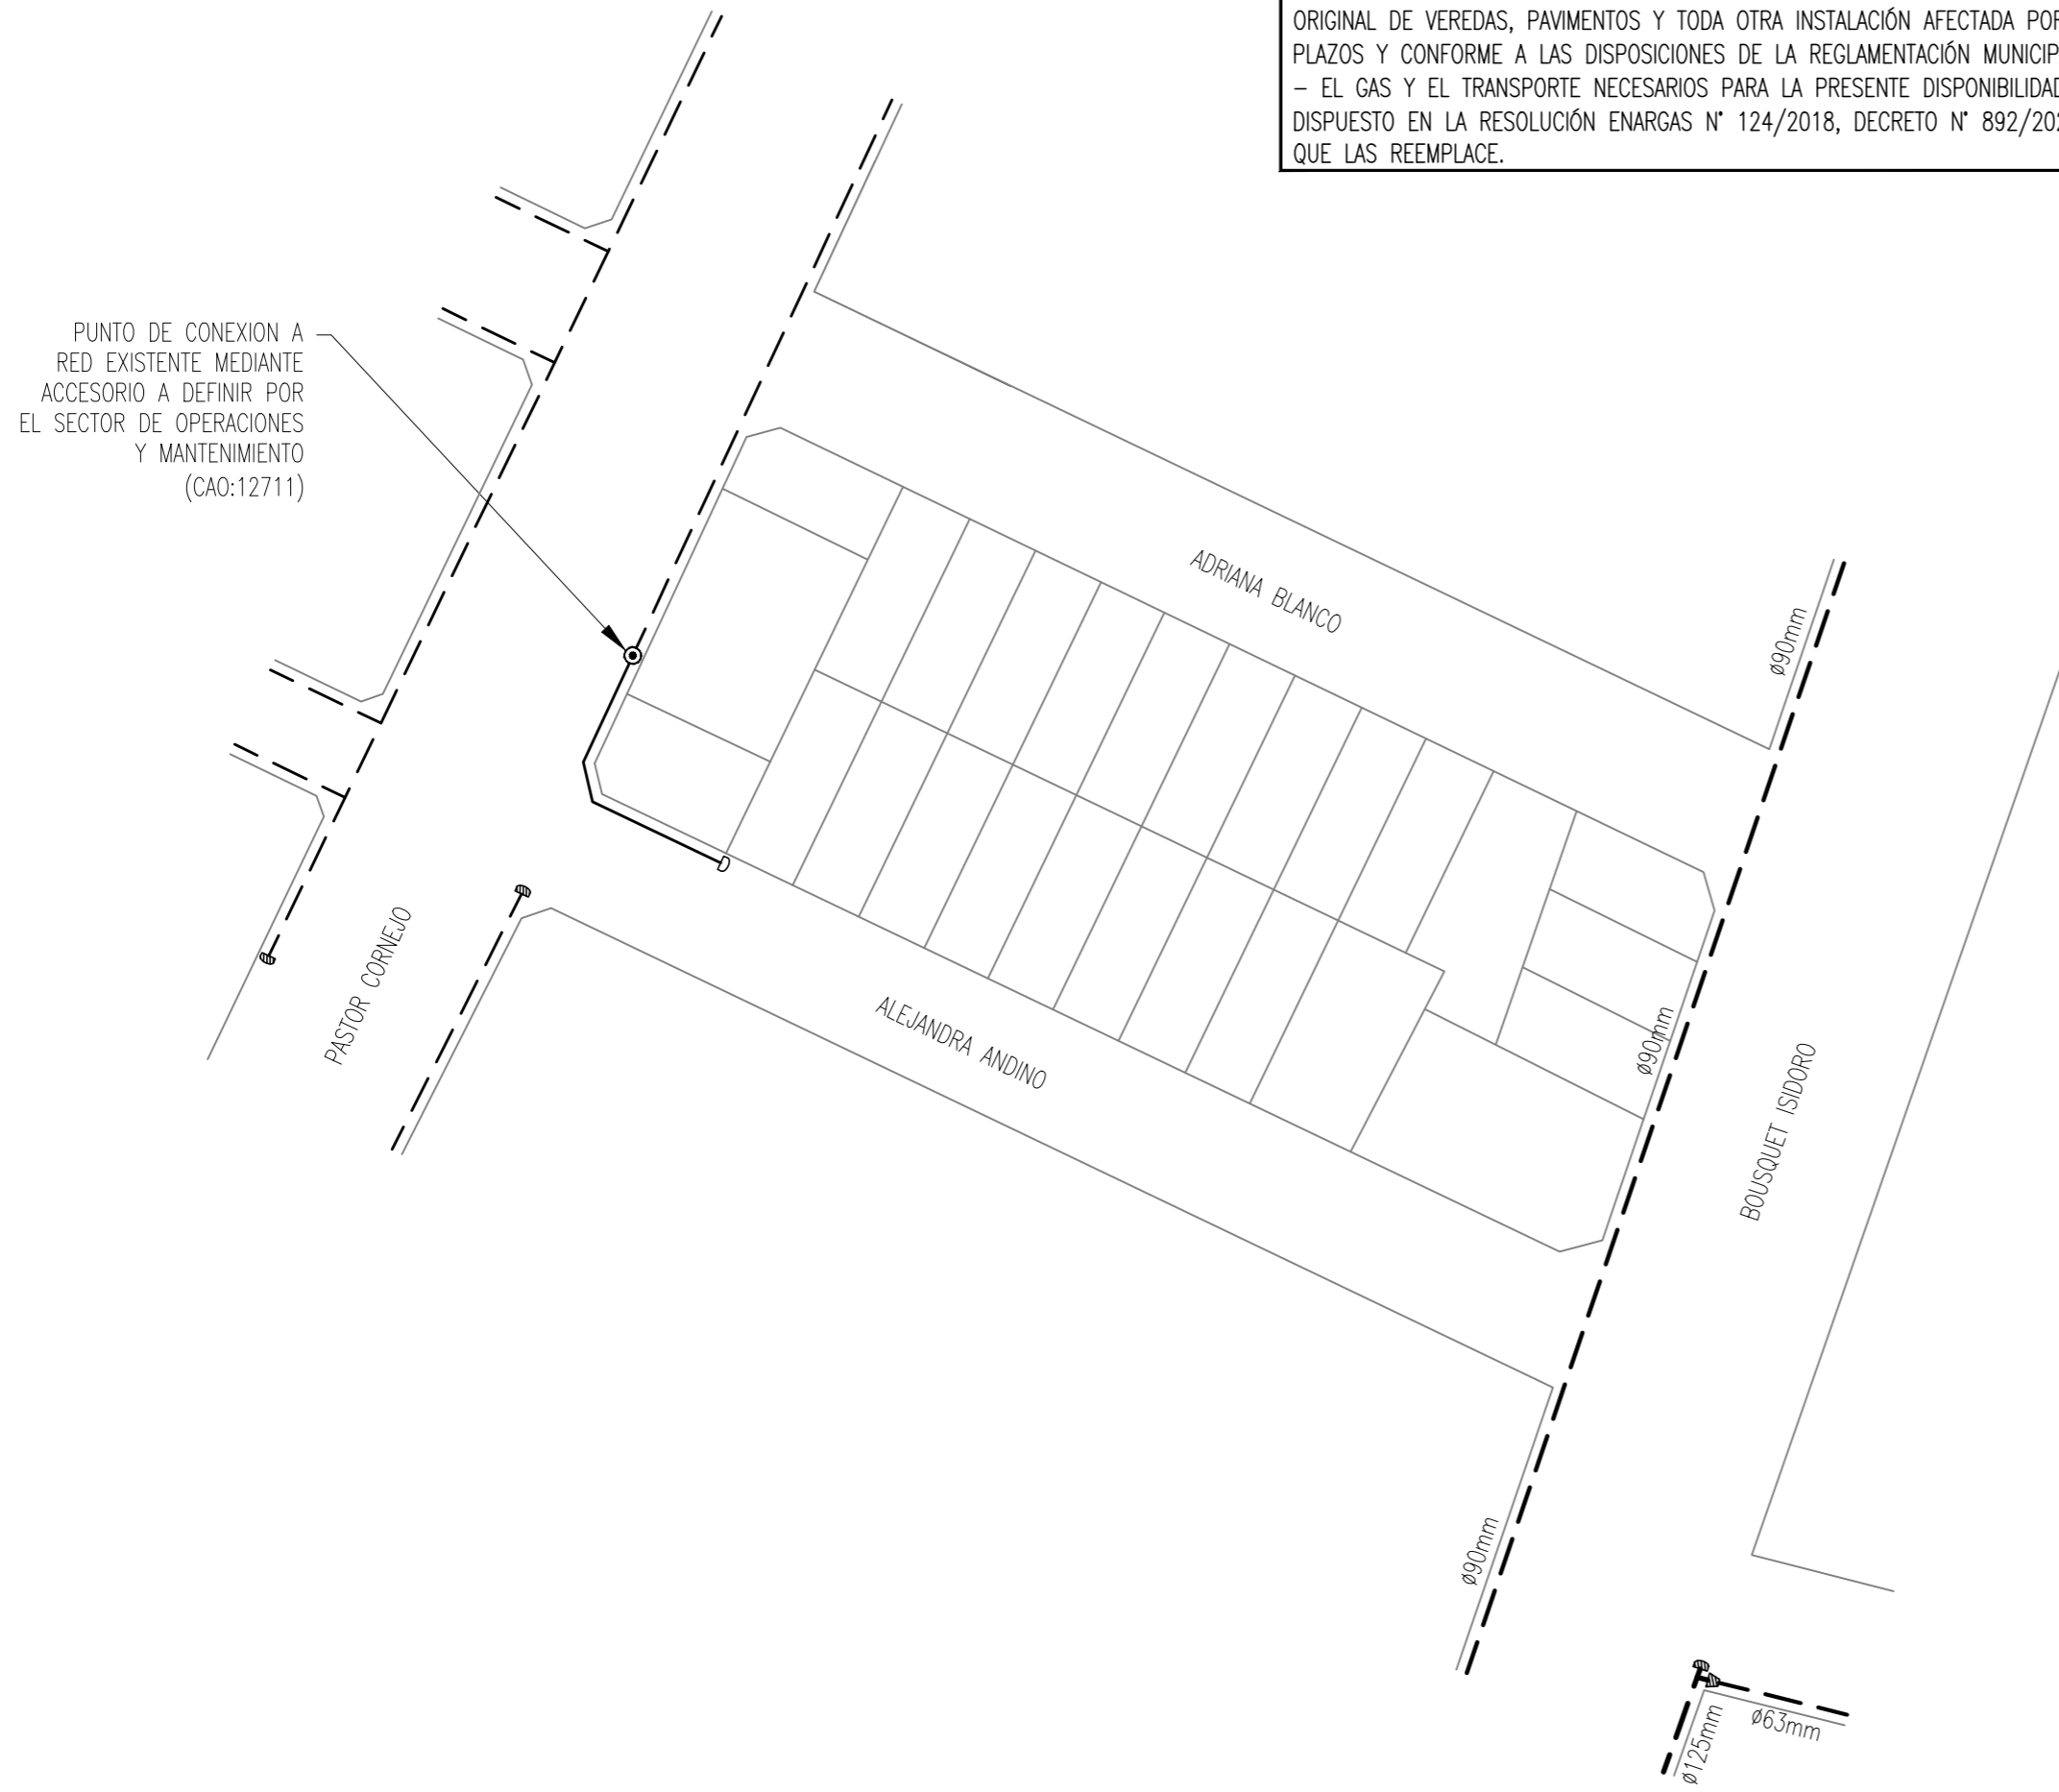 ORIGINAL DE VEREDAS, PAVIMENTOS Y TODA OTRA INSTALACIÓN AFECTADA POR
PLAZOS Y CONFORME A LAS DISPOSICIONES DE LA REGLAMENTACIÓN MUNICIP
– EL GAS Y EL TRANSPORTE NECESARIOS PARA LA PRESENTE DISPONIBILIDAD
DISPUESTO EN LA RESOLUCIÓN ENARGAS N° 124/2018, DECRETO N° 892/202
QUE LAS REEMPLACE.
PUNTO DE CONEXION A
RED EXISTENTE MEDIANTE
ACCESORIO A DEFINIR POR
EL SECTOR DE OPERACIONES
Y MANTENIMIENTO
(CAO:12711)
ADRIANA BLANCO
ø90mm
PASTOR CORNEJO
ALEJANDRA ANDINO
ø90mm
BOUSQUET ISIDORO
ø90mm
ø63mm
ø125mm